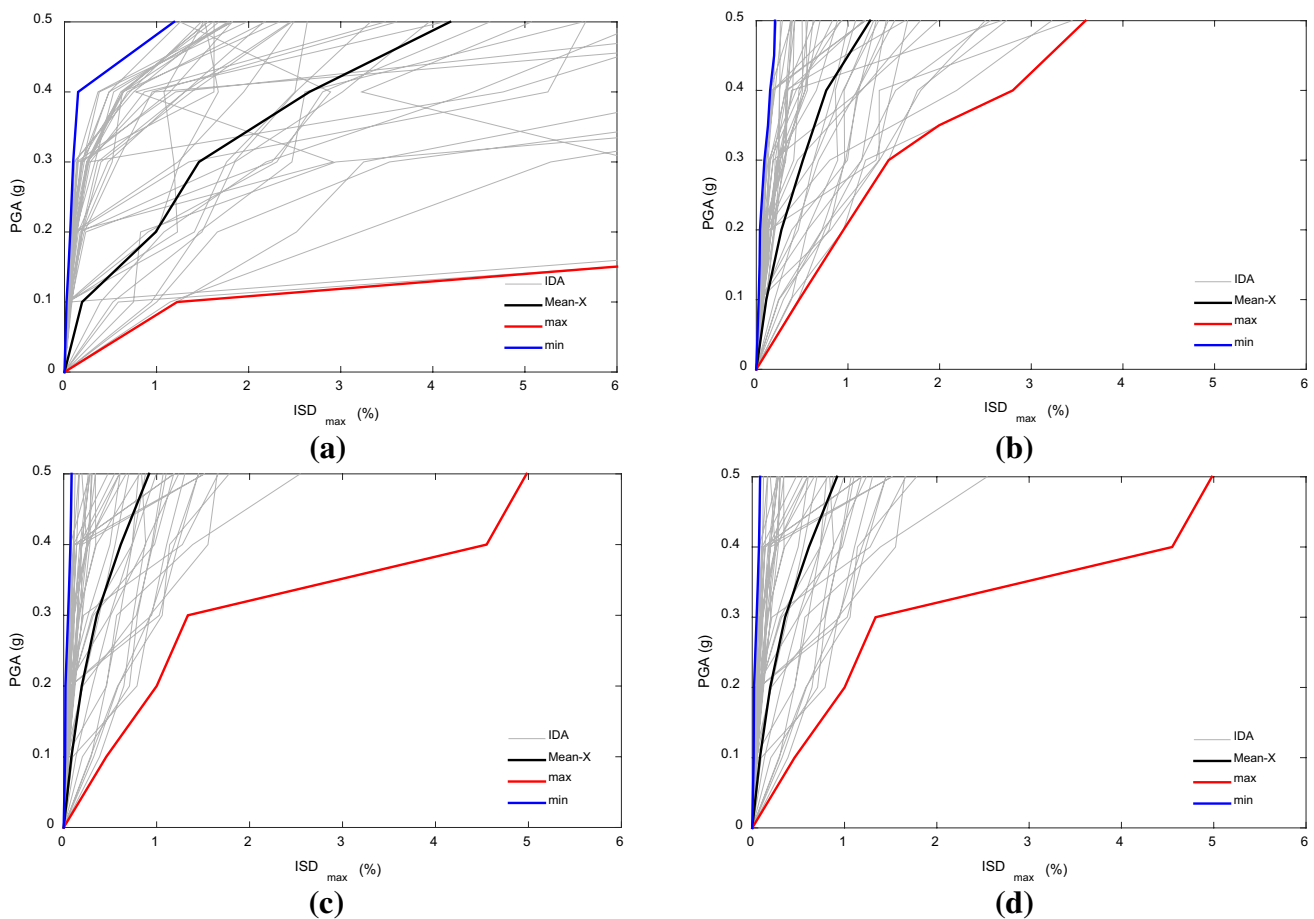 0.5
0.4
0.3
0.2
0.1
0
PGA (g)
0 1 2 3 4 5 6
ISD max (%)
IDA
Mean-X
max
min
(a)
0.5
0.4
0.3
0.2
0.1
0
PGA (g)
0 1 2 3 4 5 6
ISD max (%)
IDA
Mean-X
max
min
(b)
0.5
0.4
0.3
0.2
0.1
0
PGA (g)
0 1 2 3 4 5 6
ISD max (%)
IDA
Mean-X
max
min
(c)
0.5
0.4
0.3
0.2
0.1
0
PGA (g)
0 1 2 3 4 5 6
ISD max (%)
IDA
Mean-X
max
min
(d)